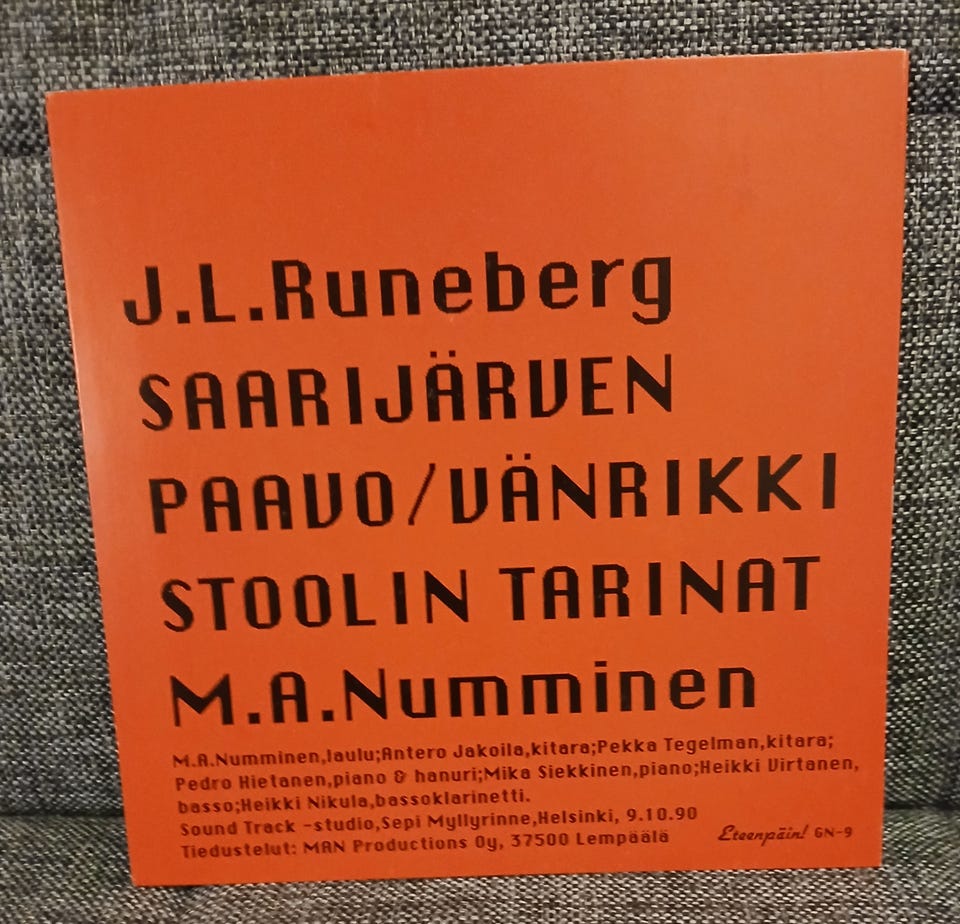 J.L.Runeberg
SAARIJÄRVEN
PAAVO/VÄNRIKKI
STOOLIN TARINAT
M.A.Numminen
M.A.Numminen,laulu;Antero Jakoila,kitara;Pekka Tegelman,kitara;
Pedro Hietanen,piano & hanuri;Mika Siekkinen,piano;Heikki Virtanen,
basso;Heikki Nikula,bassoklarinetti.
Sound Track -studio,Sepi Myllyrinne,Helsinki, 9.10.90
Tiedustelut: MAN Productions Oy, 37500 Lempäälä
Eteenpäin! GN-9